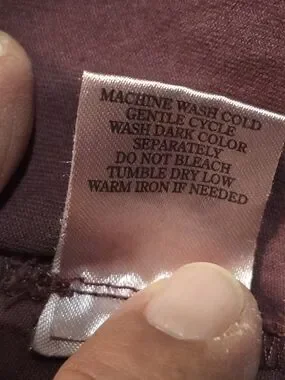 MACHINE WASH COLD
GENTLE CYCLE
WASH DARK COLOR
SEPARATELY
DO NOT BLEACH
TUMBLE DRY LOW
WARM IRON IF NEEDED